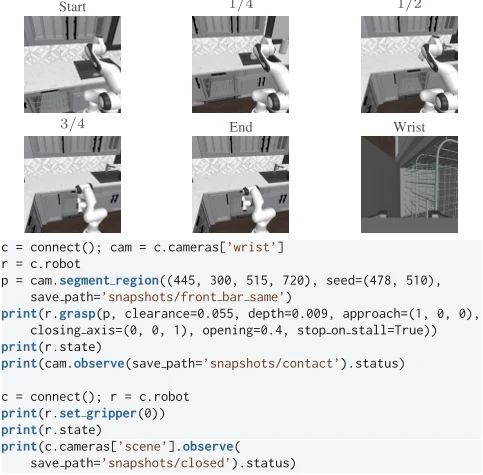 Start
1/4
1/2
3/4
End
Wrist
c = connect(); cam = c.cameras['wrist']
r = c.robot
p = cam.segment_region((445, 300, 515, 720), seed=(478, 510),
save_path='snapshots/front_bar_same')
print(r.grasp(p, clearance=0.055, depth=0.009, approach=(1, 0, 0),
closing_axis=(0, 0, 1), opening=0.4, stop_on_stall=True))
print(r.state)
print(cam.observe(save_path='snapshots/contact').status)
c = connect(); r = c.robot
print(r.set_gripper(0))
print(r.state)
print(c.cameras['scene'].observe(
save_path='snapshots/closed').status)